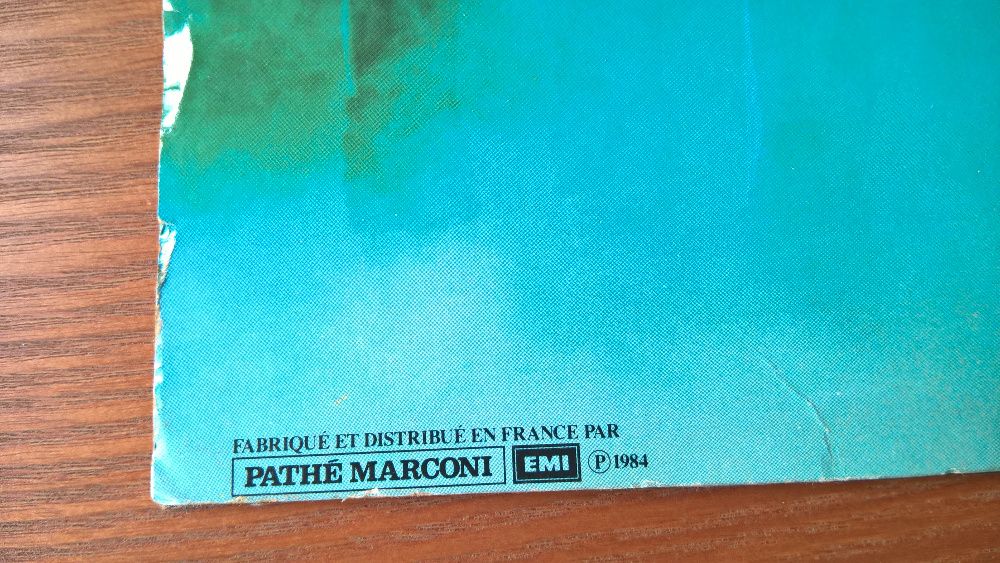 FABRIQUÉ ET DISTRIBUÉ EN FRANCE PAR
PATHÉ MARCONI EMI ℗1984